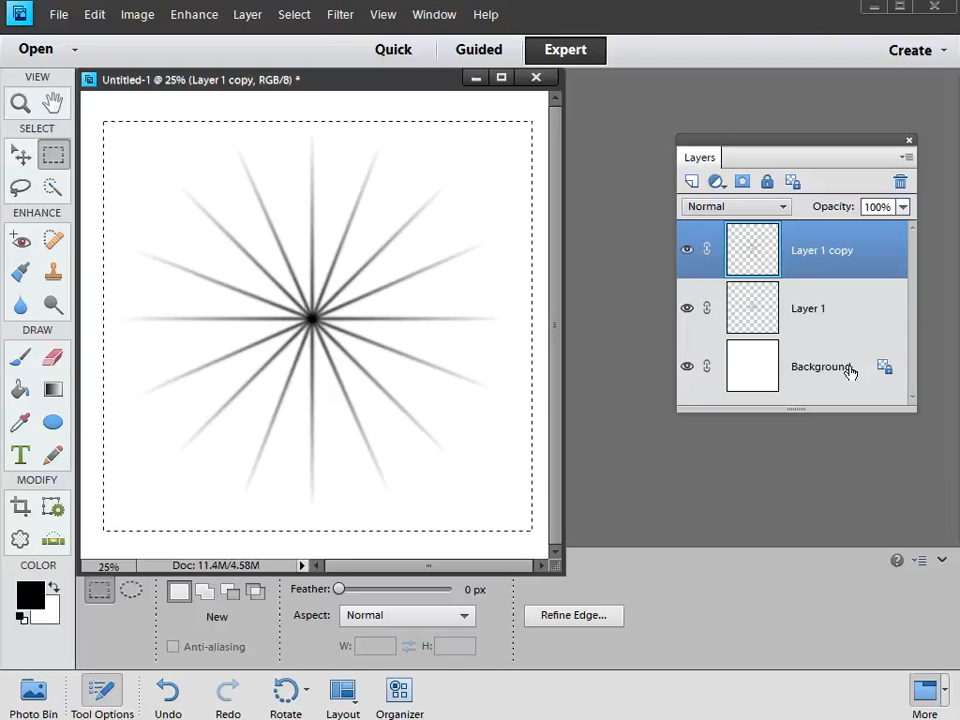 File Edit Image Enhance Layer Select Filter View Window Help
Open Quick Guided Expert Create
VIEW
SELECT
ENHANCE
DRAW
T
MODIFY
COLOR
Untitled-1 @ 25% (Layer 1 copy, RGB/8) *
25% Doc: 11.4M/4.58M
Layers
Normal Opacity: 100%
Layer 1 copy
Layer 1
Background
New
Anti-aliasing
Feather: 0 px
Aspect: Normal
W: H:
Refine Edge...
Photo Bin Tool Options Undo Redo Rotate Layout Organizer More